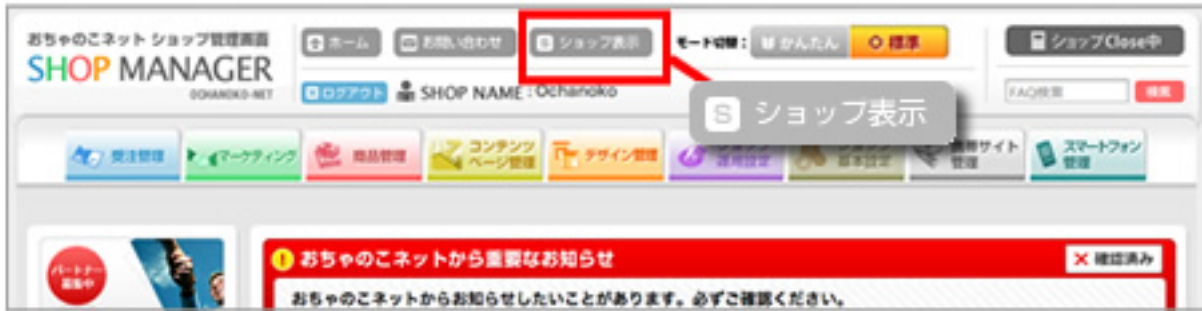 おちゃのこネット ショップ管理画面
SHOP MANAGER
OCHANOKO-NET
ホーム
お問い合わせ
S ショップ表示
モード切替：
かんたん
標準
ショップClose中
ログアウト
SHOP NAME : Ochanoko
FAQ検索
検索
S ショップ表示
受注管理
マーケティング
商品管理
コンテンツ
ページ管理
デザイン管理
運用設定
基本設定
サイト
管理
スマートフォン
管理
パートナー
募集中
おちゃのこネットから重要なお知らせ
× 確認済み
おちゃのこネットからお知らせしたいことがあります。必ずご確認ください。